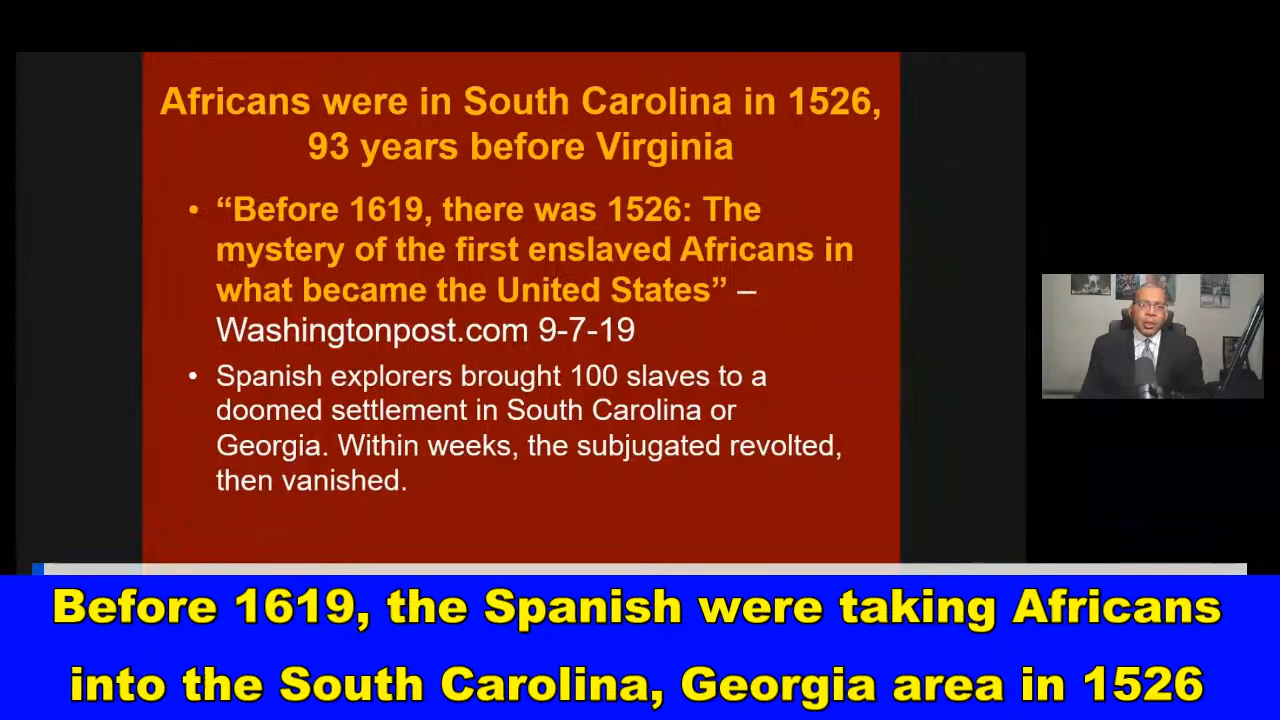 Africans were in South Carolina in 1526,
93 years before Virginia
• “Before 1619, there was 1526: The
mystery of the first enslaved Africans in
what became the United States” –
Washingtonpost.com 9-7-19
• Spanish explorers brought 100 slaves to a
doomed settlement in South Carolina or
Georgia. Within weeks, the subjugated revolted,
then vanished.
Before 1619, the Spanish were taking Africans
into the South Carolina, Georgia area in 1526